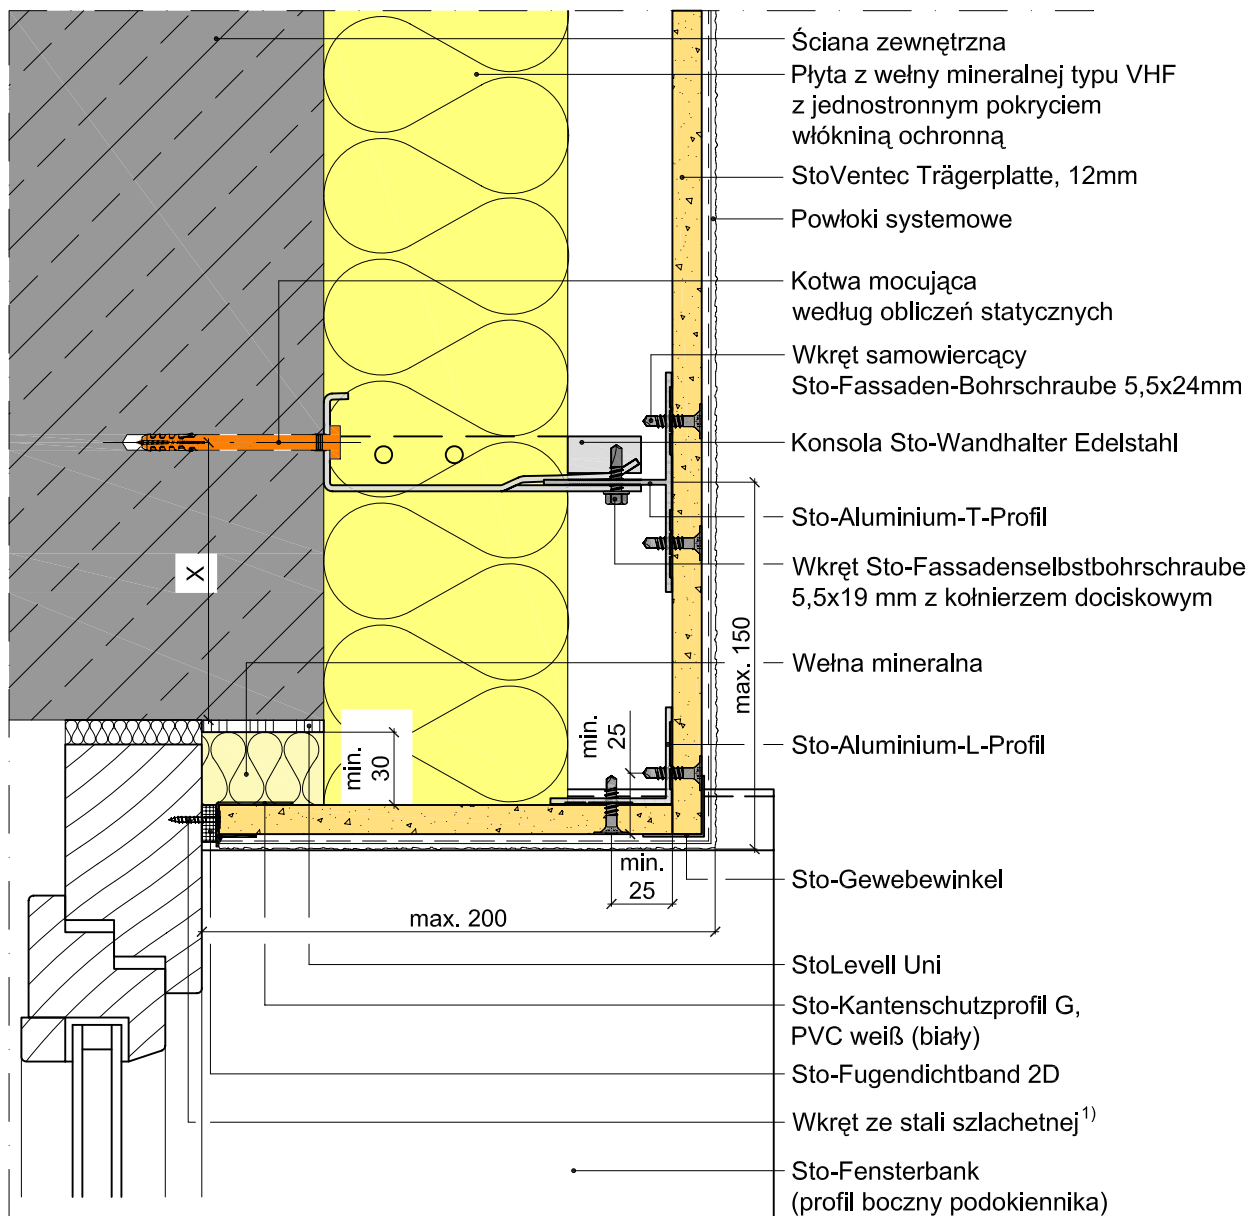 Ściana zewnętrzna
Płyta z wełny mineralnej typu VHF
z jednostronnym pokryciem
włókniną ochronną
StoVentec Trägerplatte, 12mm
Powłoki systemowe
Kotwa mocująca
według obliczeń statycznych
Wkręt samowiercący
Sto-Fassaden-Bohrschraube 5,5x24mm
Konsola Sto-Wandhalter Edelstahl
Sto-Aluminium-T-Profil
Wkręt Sto-Fassadenselbstbohrschraube
5,5x19 mm z kołnierzem dociskowym
X
max. 150
Wełna mineralna
min.
25
Sto-Aluminium-L-Profil
min.
30
min.
25
Sto-Gewebewinkel
max. 200
StoLevell Uni
Sto-Kantenschutzprofil G,
PVC weiß (biały)
Sto-Fugendichtband 2D
Wkręt ze stali szlachetnej1)
Sto-Fensterbank
(profil boczny podokiennika)